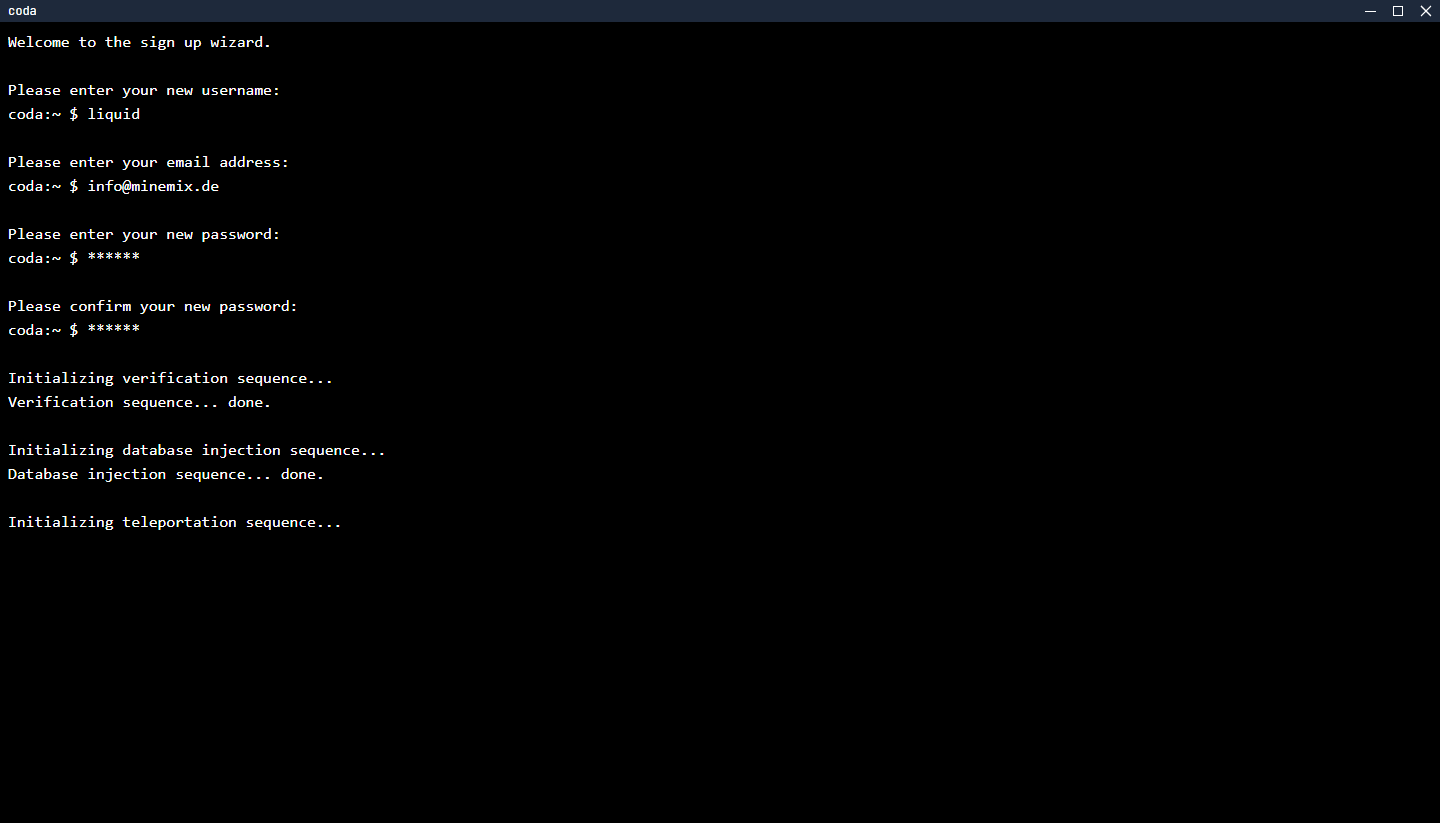 coda
Welcome to the sign up wizard.
Please enter your new username:
coda:~ $ liquid
Please enter your email address:
coda:~ $ info@minemix.de
Please enter your new password:
coda:~ $ ******
Please confirm your new password:
coda:~ $ ******
Initializing verification sequence...
Verification sequence... done.
Initializing database injection sequence...
Database injection sequence... done.
Initializing teleportation sequence...